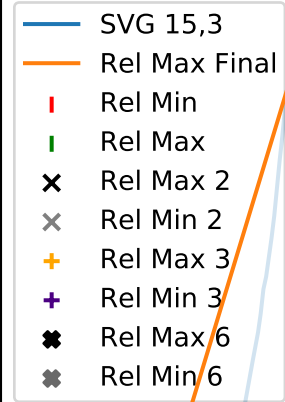 SVG 15,3
Rel Max Final
Rel Min
Rel Max
Rel Max 2
Rel Min 2
Rel Max 3
Rel Min 3
Rel Max 6
Rel Min 6